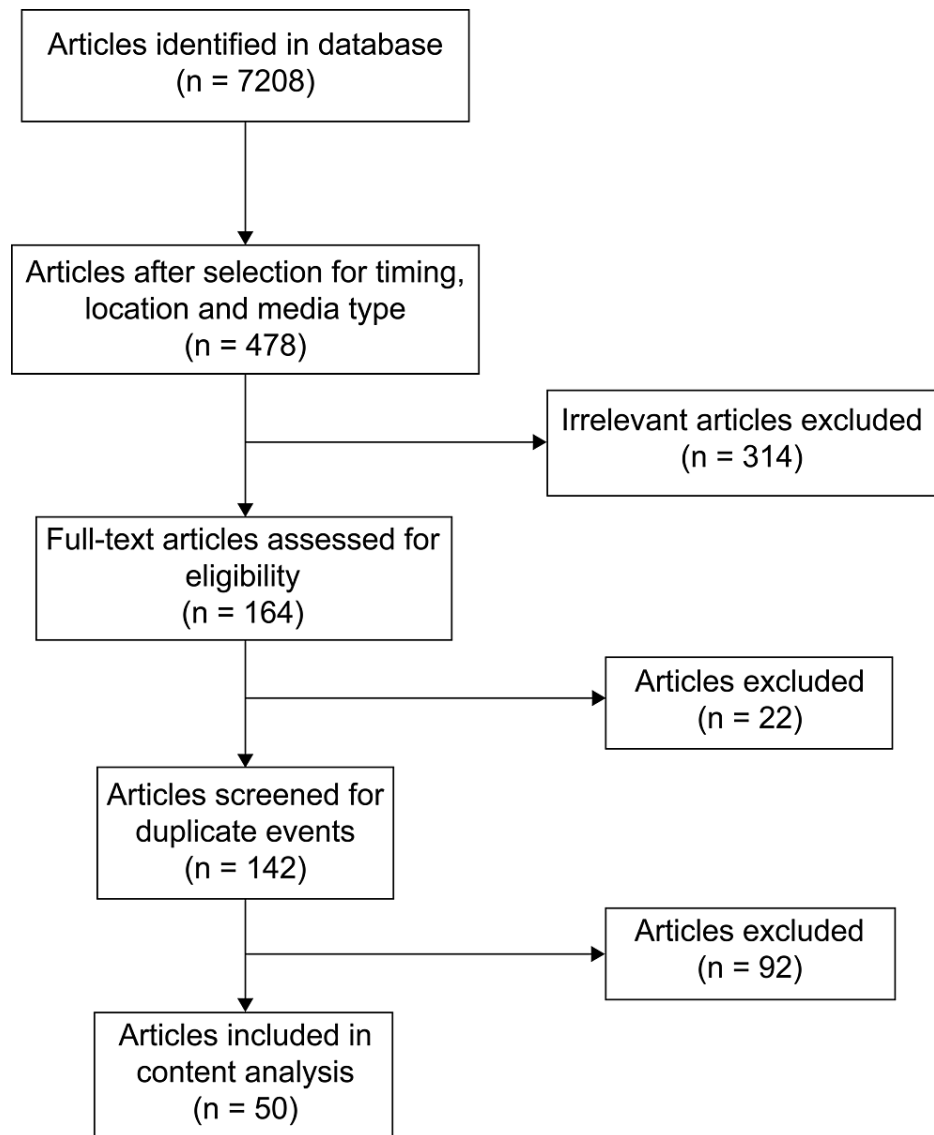 Articles identified in database
(n = 7208)
Articles after selection for timing,
location and media type
(n = 478)
Irrelevant articles excluded
(n = 314)
Full-text articles assessed for
eligibility
(n = 164)
Articles excluded
(n = 22)
Articles screened for
duplicate events
(n = 142)
Articles excluded
(n = 92)
Articles included in
content analysis
(n = 50)